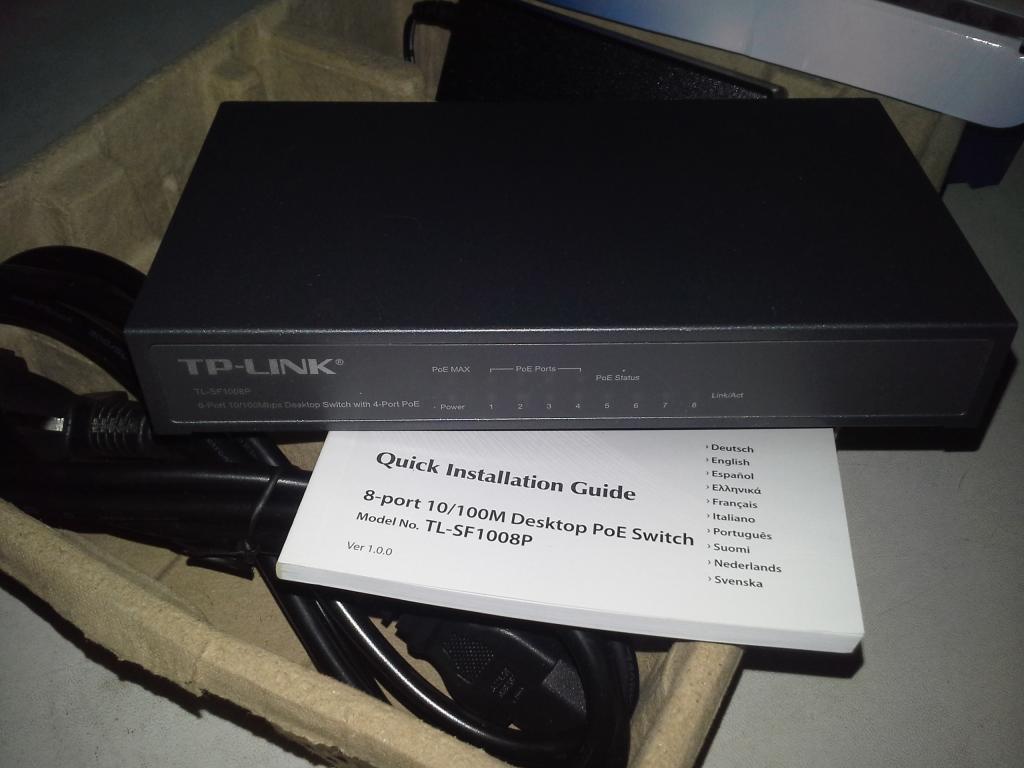 TP-LINK®
TL-SF1008P
8-Port 10/100Mbps Desktop Switch with 4-Port PoE
PoE MAX
PoE Ports
PoE Status
Link/Act
Power 1 2 3 4 5 6 7 8
Quick Installation Guide
8-port 10/100M Desktop PoE Switch
Model No. TL-SF1008P
Ver 1.0.0
› Deutsch
› English
› Español
› Ελληνικά
› Français
› Italiano
› Português
› Suomi
› Nederlands
› Svenska